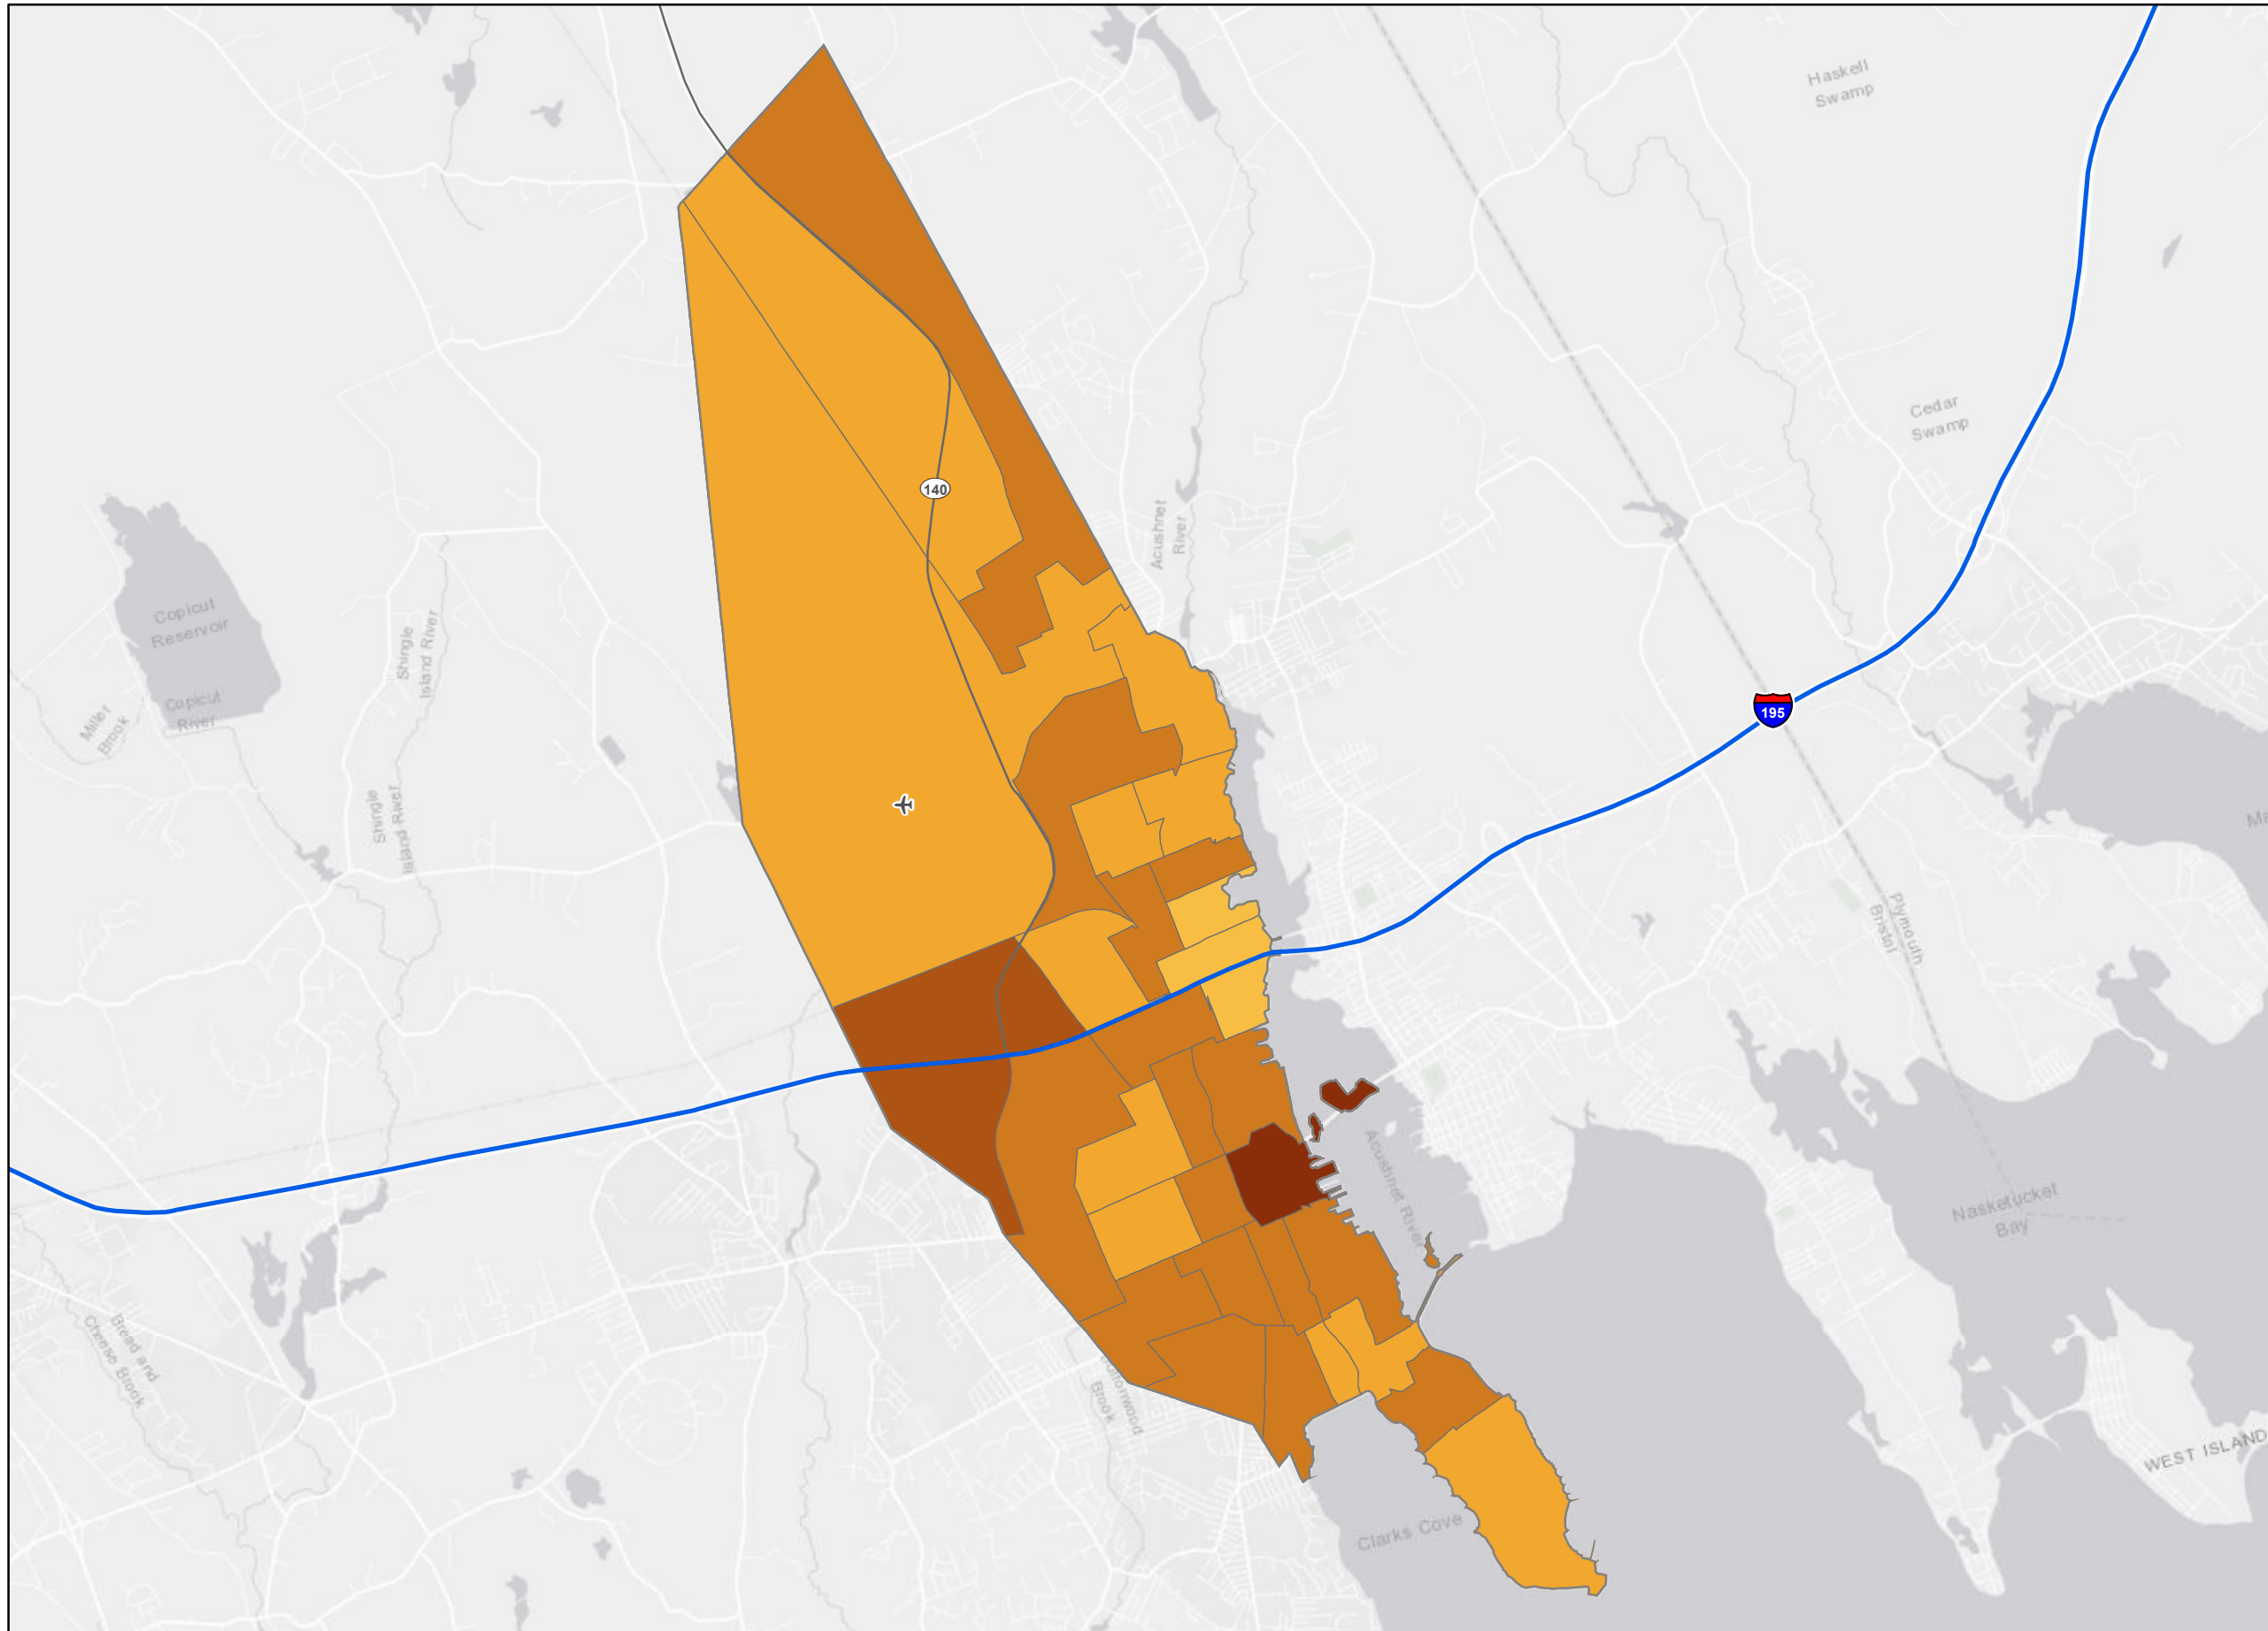 Haskell
Swamp
Cedar
Swamp
140
Acushnet
River
Copicut
Reservoir
Shingle
Island River
Copicut
River
Miller
Brook
195
Shingle
Island River
Plymouth
Bristol
Acushnet River
Nasketucket
Bay
Bread and
Cheese Brook
Brook
WEST ISLAND
Clarks Cove